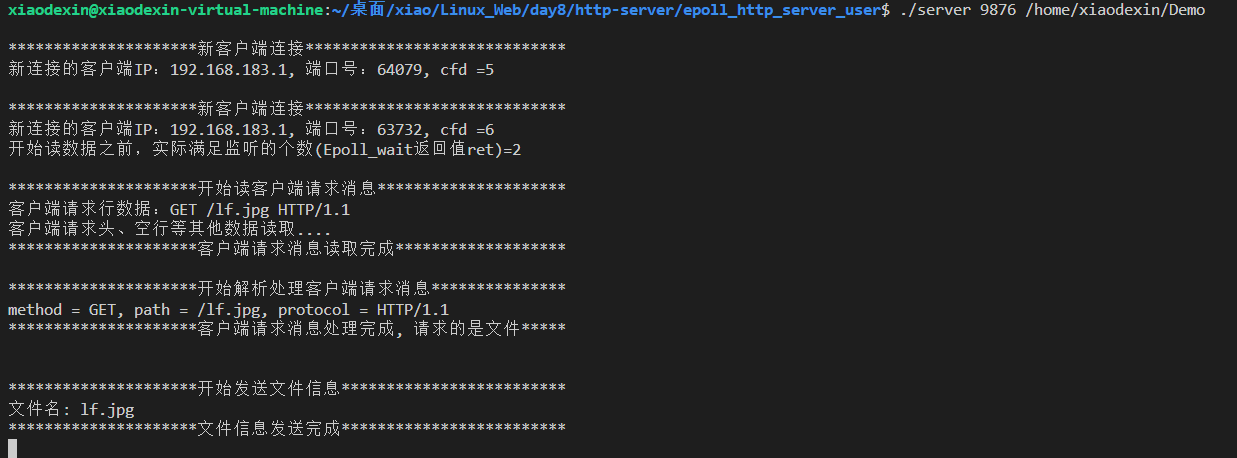 xiaodexin@xiaodexin-virtual-machine:~/桌面/xiao/Linux_Web/day8/http-server/epoll_http_server_user$ ./server 9876 /home/xiaodexin/Demo
*********************新客户端连接*****************************
新连接的客户端IP：192.168.183.1, 端口号：64079, cfd =5
*********************新客户端连接*****************************
新连接的客户端IP：192.168.183.1, 端口号：63732, cfd =6
开始读数据之前，实际满足监听的个数(Epoll_wait返回值ret)=2
*********************开始读客户端请求消息*********************
客户端请求行数据：GET /lf.jpg HTTP/1.1
客户端请求头、空行等其他数据读取....
*********************客户端请求消息读取完成*******************
*********************开始解析处理客户端请求消息***************
method = GET, path = /lf.jpg, protocol = HTTP/1.1
*********************客户端请求消息处理完成, 请求的是文件*****
*********************开始发送文件信息*************************
文件名: lf.jpg
*********************文件信息发送完成*************************